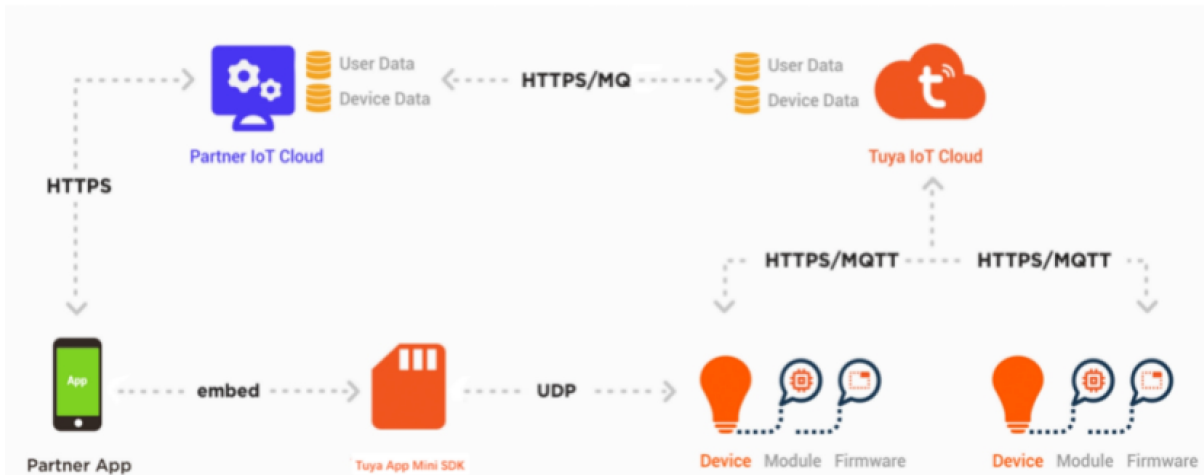 User Data
Device Data
Partner IoT Cloud
HTTPS/MQ
User Data
Device Data
t
Tuya IoT Cloud
HTTPS
HTTPS/MQTT
HTTPS/MQTT
App
Partner App
embed
Tuya App Mini SDK
UDP
Device Module Firmware
Device Module Firmware